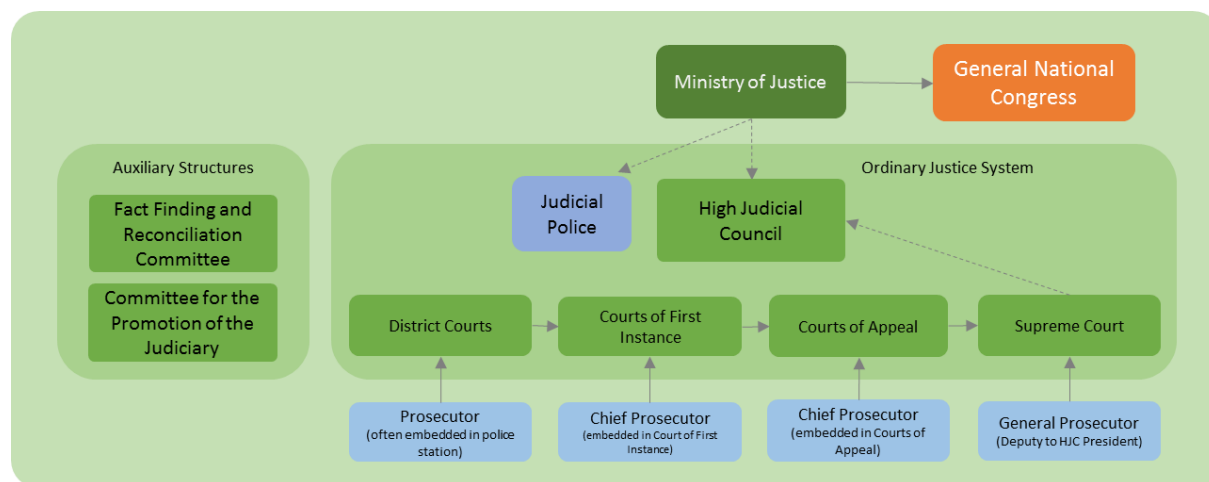 Ministry of Justice
General National
Congress
Auxiliary Structures
Fact Finding and
Reconciliation
Committee
Committee for the
Promotion of the
Judiciary
Ordinary Justice System
Judicial
Police
High Judicial
Council
District Courts
Courts of First
Instance
Courts of Appeal
Supreme Court
Prosecutor
(often embedded in police
station)
Chief Prosecutor
(embedded in Court of First
Instance)
Chief Prosecutor
(embedded in Courts of
Appeal)
General Prosecutor
(Deputy to HJC President)